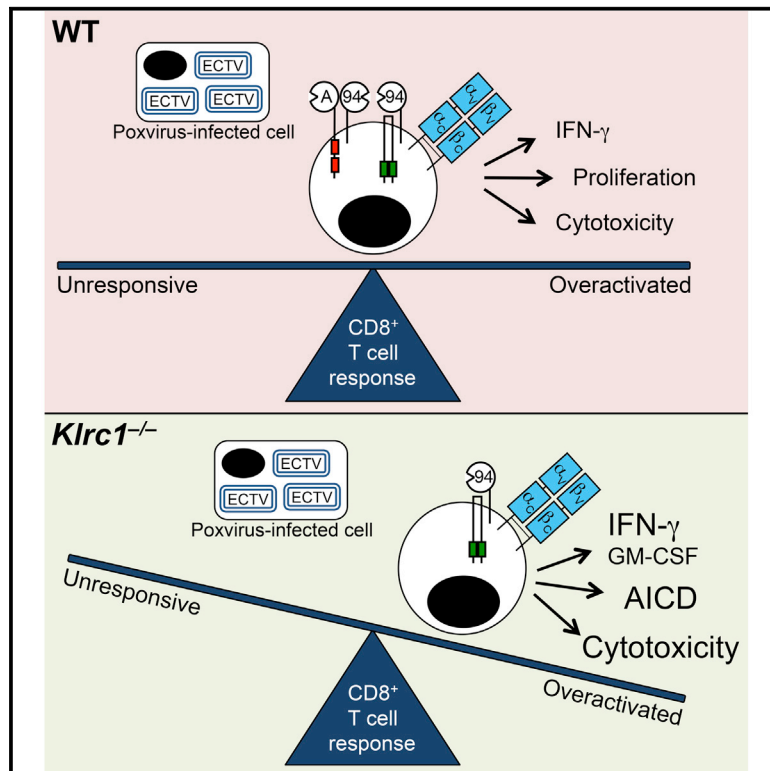 WT
ECTV
ECTV ECTV
Poxvirus-infected cell
A 94 94
αV βV
αC βC
IFN-γ
Proliferation
Cytotoxicity
Unresponsive Overactivated
CD8+
T cell
response
Klrc1–/–
ECTV
ECTV ECTV
Poxvirus-infected cell
94
αV βV
αC βC
IFN-γ
GM-CSF
AICD
Cytotoxicity
Unresponsive
Overactivated
CD8+
T cell
response